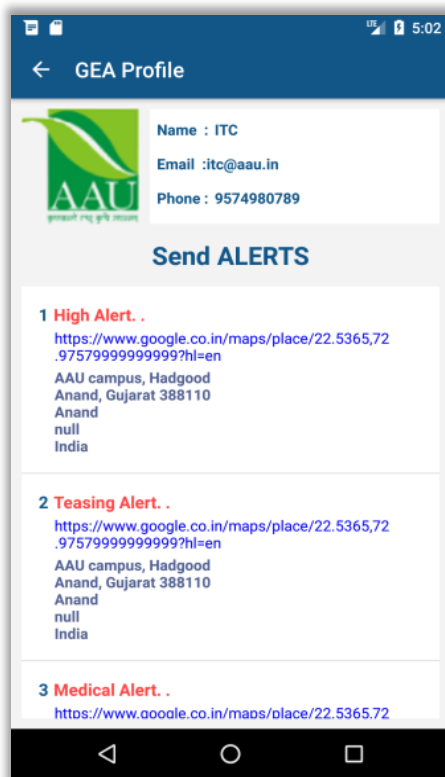 LTE 5:02
GEA Profile
AAU
Name : ITC
Email :itc@aau.in
Phone : 9574980789
Send ALERTS
1 High Alert. .
https://www.google.co.in/maps/place/22.5365,72
.97579999999999?hl=en
AAU campus, Hadgood
Anand, Gujarat 388110
Anand
null
India
2 Teasing Alert. .
https://www.google.co.in/maps/place/22.5365,72
.97579999999999?hl=en
AAU campus, Hadgood
Anand, Gujarat 388110
Anand
null
India
3 Medical Alert. .
https://www.google.co.in/maps/place/22.5365,72